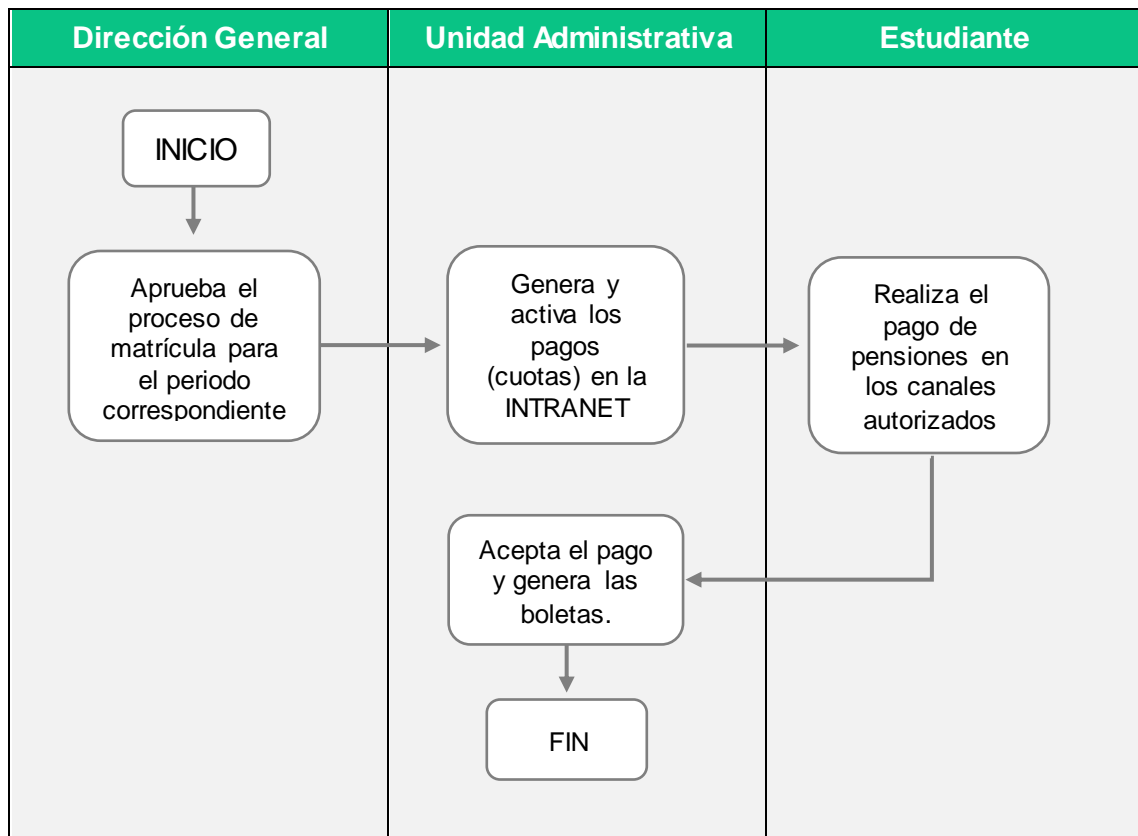 Dirección General
Unidad Administrativa
Estudiante
INICIO
Aprueba el
proceso de
matrícula para
el periodo
correspondiente
Genera y
activa los
pagos
(cuotas) en la
INTRANET
Realiza el
pago de
pensiones en
los canales
autorizados
Acepta el pago
y genera las
boletas.
FIN